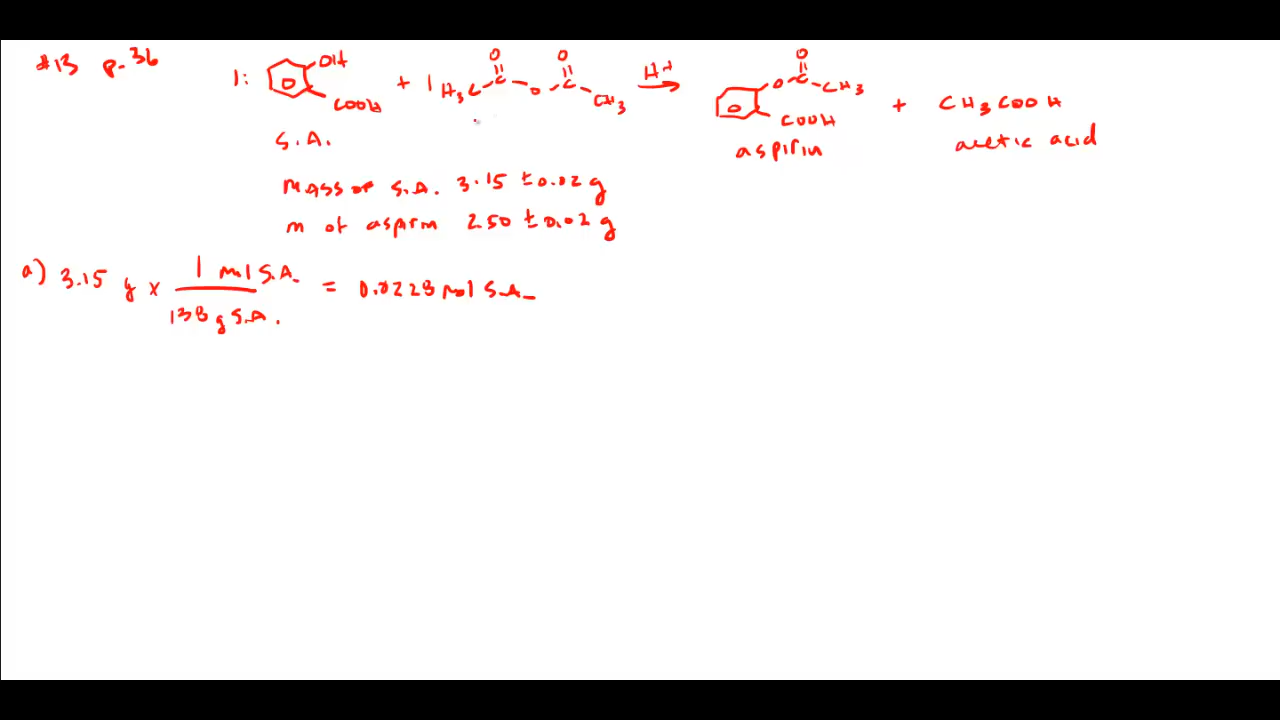 #13 p. 36
1: OH COOH + 1 H3C C O O C O CH3 H+ → O C O CH3 COOH + CH3COOH
S.A. aspirin acetic acid
mass of S.A. 3.15 ± 0.02 g
m of aspirin 2.50 ± 0.02 g
a) 3.15 g x 1 mol S.A. / 138 g S.A. = 0.0228 mol S.A.